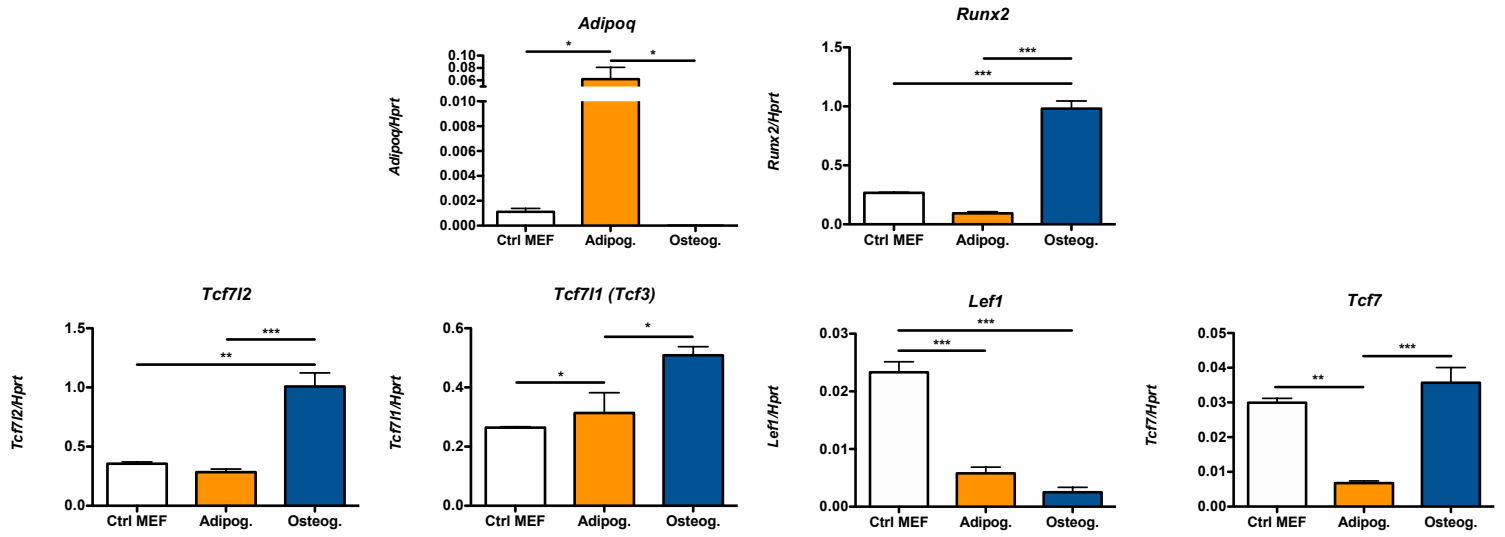 Adipoq
Adipoq/Hprt
0.10
0.08
0.06
0.010
0.008
0.006
0.004
0.002
0.000
*
*
Ctrl MEF Adipog. Osteog.
Runx2
Runx2/Hprt
1.5
1.0
0.5
0.0
***
***
Ctrl MEF Adipog. Osteog.
Tcf7l2
Tcf7l2/Hprt
1.5
1.0
0.5
0.0
***
**
Ctrl MEF Adipog. Osteog.
Tcf7l1 (Tcf3)
Tcf7l1/Hprt
0.6
0.4
0.2
0.0
*
*
Ctrl MEF Adipog. Osteog.
Lef1
Lef1/Hprt
0.03
0.02
0.01
0.00
***
***
Ctrl MEF Adipog. Osteog.
Tcf7
Tcf7/Hprt
0.05
0.04
0.03
0.02
0.01
0.00
***
**
Ctrl MEF Adipog. Osteog.